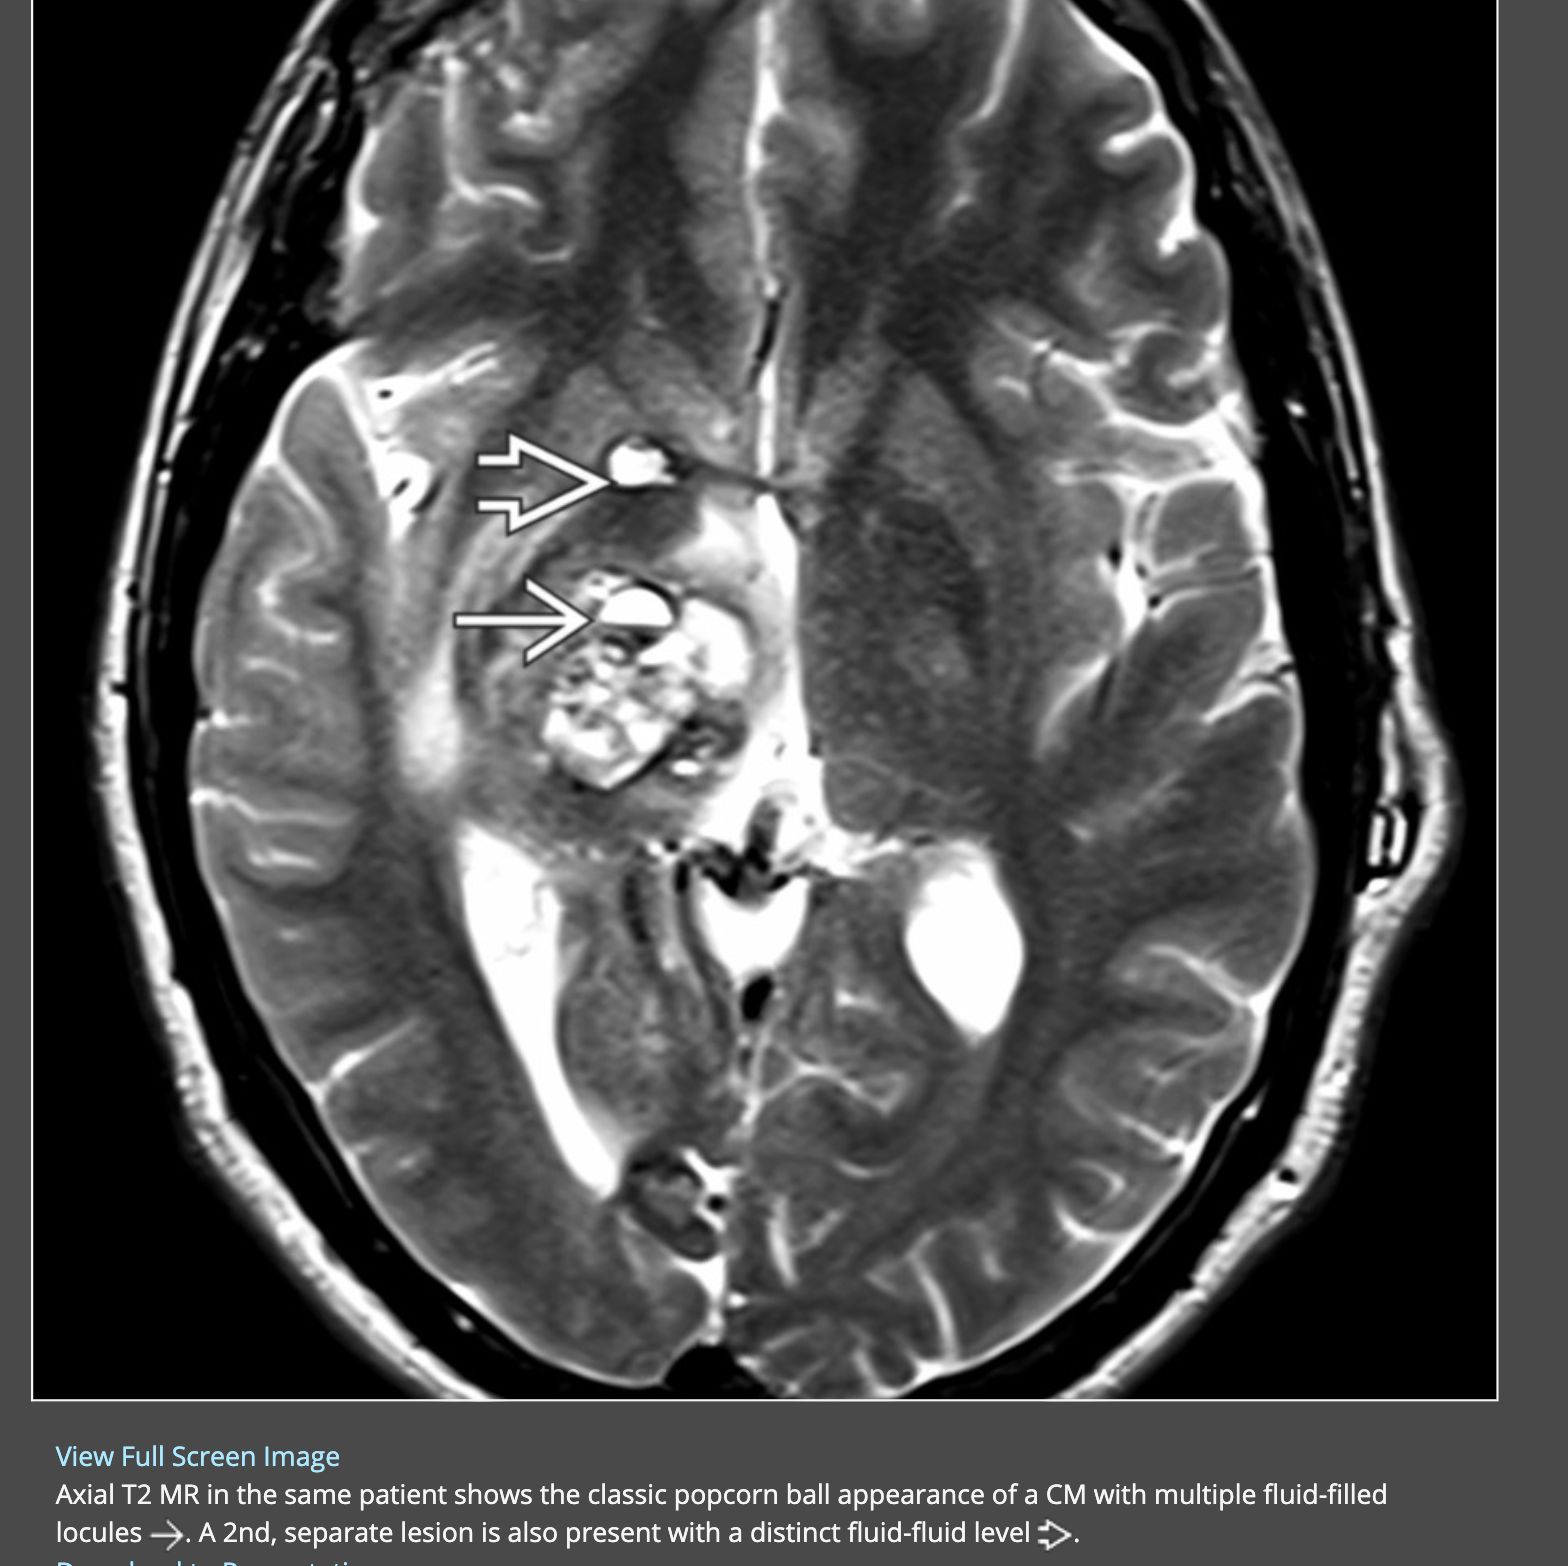 View Full Screen Image
Axial T2 MR in the same patient shows the classic popcorn ball appearance of a CM with multiple fluid-filled
locules →. A 2nd, separate lesion is also present with a distinct fluid-fluid level ⇨.